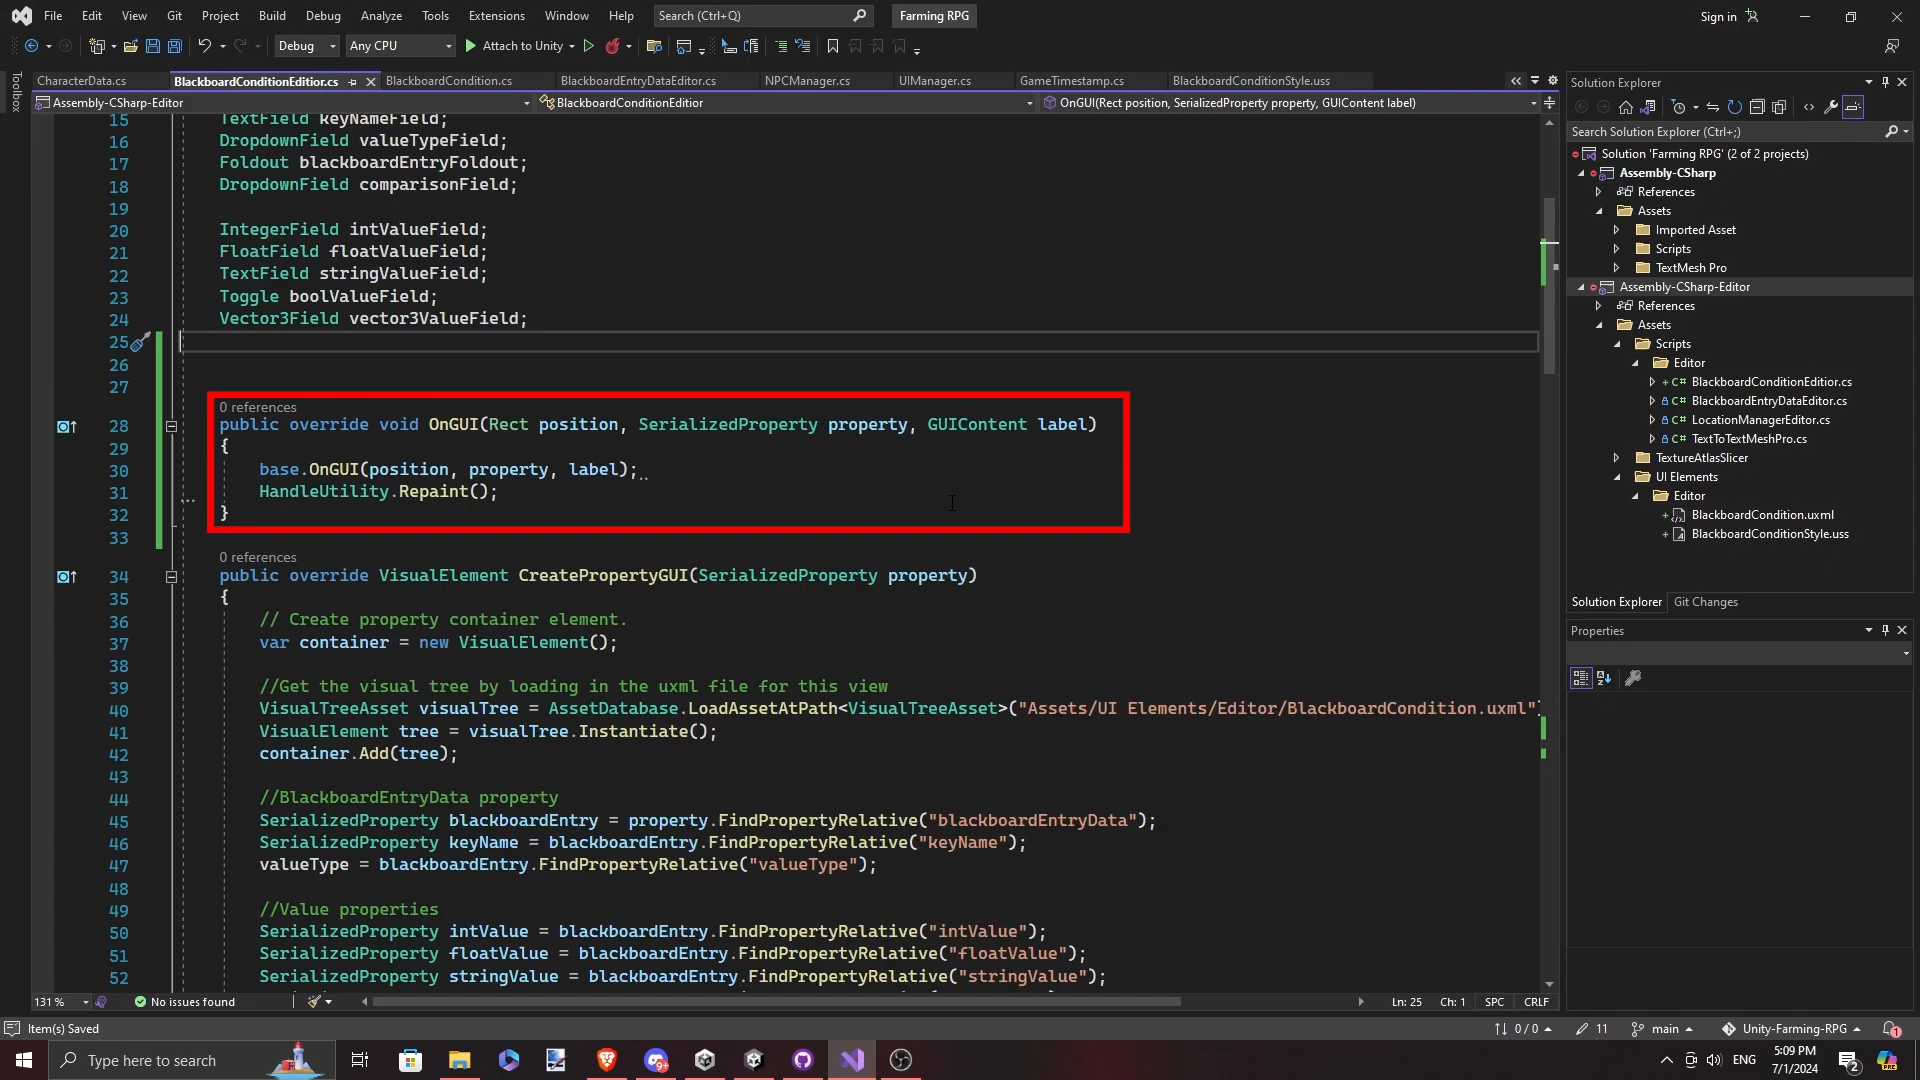 File Edit View Git Project Build Debug Analyze Tools Extensions Window Help Search (Ctrl+Q) Farming RPG Sign in
Debug Any CPU Attach to Unity
Toolbox
CharacterData.cs BlackboardConditionEditior.cs BlackboardCondition.cs BlackboardEntryDataEditor.cs NPCManager.cs UIManager.cs GameTimestamp.cs BlackboardConditionStyle.uss
Assembly-CSharp-Editor BlackboardConditionEditior OnGUI(Rect position, SerializedProperty property, GUIContent label)
15 TextField keyNameField;
16 DropdownField valueTypeField;
17 Foldout blackboardEntryFoldout;
18 DropdownField comparisonField;
19
20 IntegerField intValueField;
21 FloatField floatValueField;
22 TextField stringValueField;
23 Toggle boolValueField;
24 Vector3Field vector3ValueField;
25
26
27
0 references
28 public override void OnGUI(Rect position, SerializedProperty property, GUIContent label)
29 {
30 base.OnGUI(position, property, label);
31 HandleUtility.Repaint();
32 }
33
0 references
34 public override VisualElement CreatePropertyGUI(SerializedProperty property)
35 {
36 // Create property container element.
37 var container = new VisualElement();
38
39 //Get the visual tree by loading in the uxml file for this view
40 VisualTreeAsset visualTree = AssetDatabase.LoadAssetAtPath<VisualTreeAsset>("Assets/UI Elements/Editor/BlackboardCondition.uxml")
41 VisualElement tree = visualTree.Instantiate();
42 container.Add(tree);
43
44 //BlackboardEntryData property
45 SerializedProperty blackboardEntry = property.FindPropertyRelative("blackboardEntryData");
46 SerializedProperty keyName = blackboardEntry.FindPropertyRelative("keyName");
47 valueType = blackboardEntry.FindPropertyRelative("valueType");
48
49 //Value properties
50 SerializedProperty intValue = blackboardEntry.FindPropertyRelative("intValue");
51 SerializedProperty floatValue = blackboardEntry.FindPropertyRelative("floatValue");
52 SerializedProperty stringValue = blackboardEntry.FindPropertyRelative("stringValue");
131 % No issues found Ln: 25 Ch: 1 SPC CRLF
Solution Explorer
Search Solution Explorer (Ctrl+;)
Solution 'Farming RPG' (2 of 2 projects)
Assembly-CSharp
References
Assets
Imported Asset
Scripts
TextMesh Pro
Assembly-CSharp-Editor
References
Assets
Scripts
Editor
BlackboardConditionEditior.cs
BlackboardEntryDataEditor.cs
LocationManagerEditor.cs
TextToTextMeshPro.cs
TextureAtlasSlicer
UI Elements
Editor
BlackboardCondition.uxml
BlackboardConditionStyle.uss
Solution Explorer Git Changes
Properties
Item(s) Saved 0 / 0 11 main Unity-Farming-RPG 1
Type here to search 9+ ENG 5:09 PM 7/1/2024 2 PRE